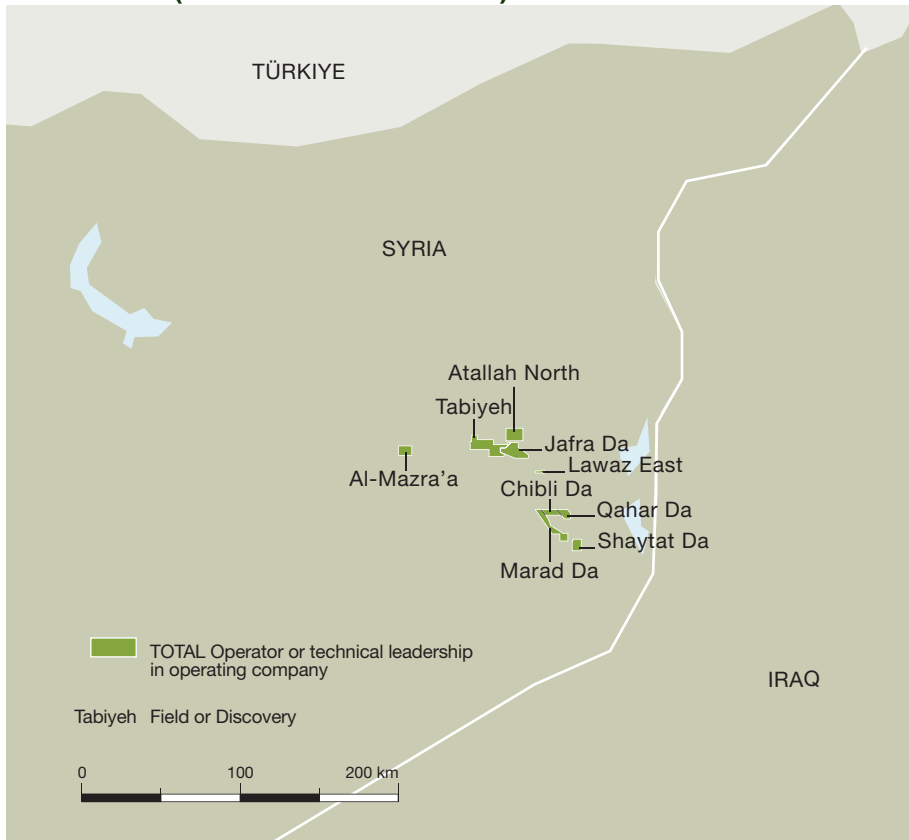 TÜRKIYE
SYRIA
Atallah North
Tabiyeh
Jafra Da
Lawaz East
Al-Mazra’a
Chibli Da
Qahar Da
Shaytat Da
Marad Da
TOTAL Operator or technical leadership
in operating company
IRAQ
Tabiyeh Field or Discovery
0 100 200 km